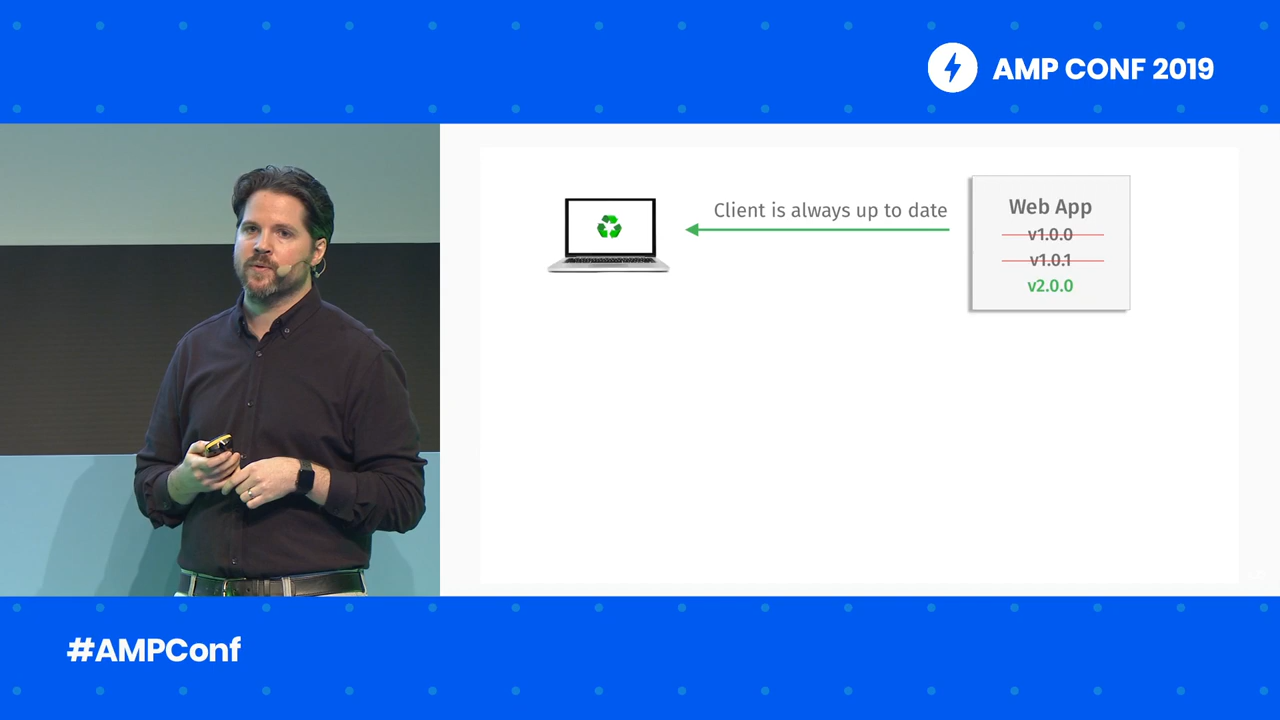 AMP CONF 2019
Client is always up to date
Web App
v1.0.0
v1.0.1
v2.0.0
#AMPConf